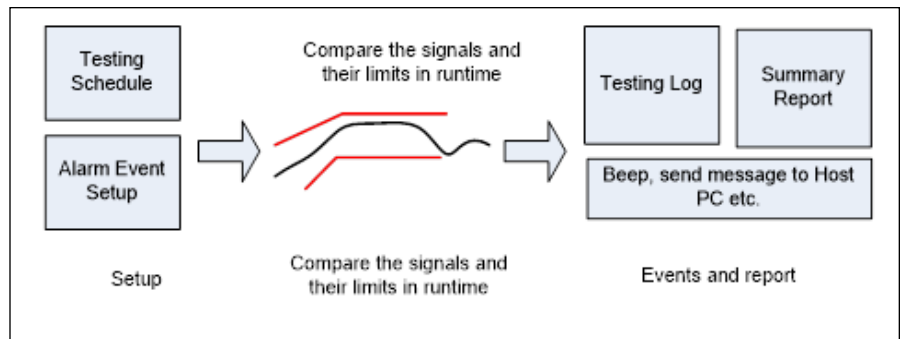 Testing
Schedule
Alarm Event
Setup
Setup
Compare the signals and
their limits in runtime
Compare the signals and
their limits in runtime
Testing Log
Summary
Report
Beep, send message to Host
PC etc.
Events and report